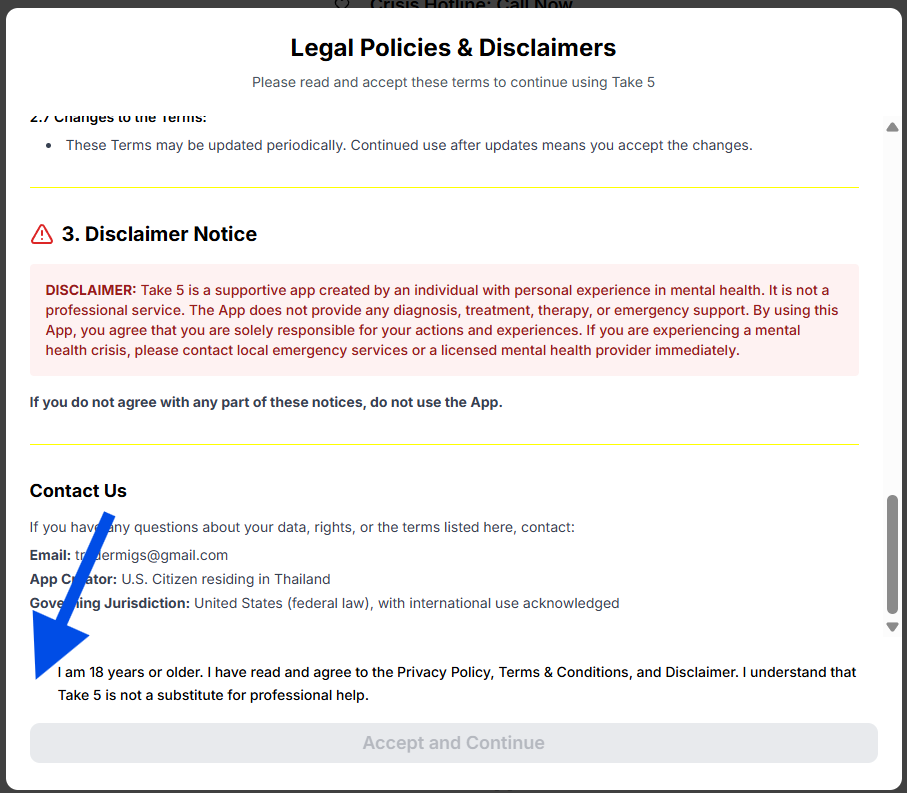 Crisis Hotline: Call Now
Legal Policies & Disclaimers
Please read and accept these terms to continue using Take 5
2.7 Changes to the Terms:
• These Terms may be updated periodically. Continued use after updates means you accept the changes.
3. Disclaimer Notice
DISCLAIMER: Take 5 is a supportive app created by an individual with personal experience in mental health. It is not a
professional service. The App does not provide any diagnosis, treatment, therapy, or emergency support. By using this
App, you agree that you are solely responsible for your actions and experiences. If you are experiencing a mental
health crisis, please contact local emergency services or a licensed mental health provider immediately.
If you do not agree with any part of these notices, do not use the App.
Contact Us
If you have any questions about your data, rights, or the terms listed here, contact:
Email:
App Creator: U.S. Citizen residing in Thailand
Governing Jurisdiction: United States (federal law), with international use acknowledged
I am 18 years or older. I have read and agree to the Privacy Policy, Terms & Conditions, and Disclaimer. I understand that
Take 5 is not a substitute for professional help.
Accept and Continue